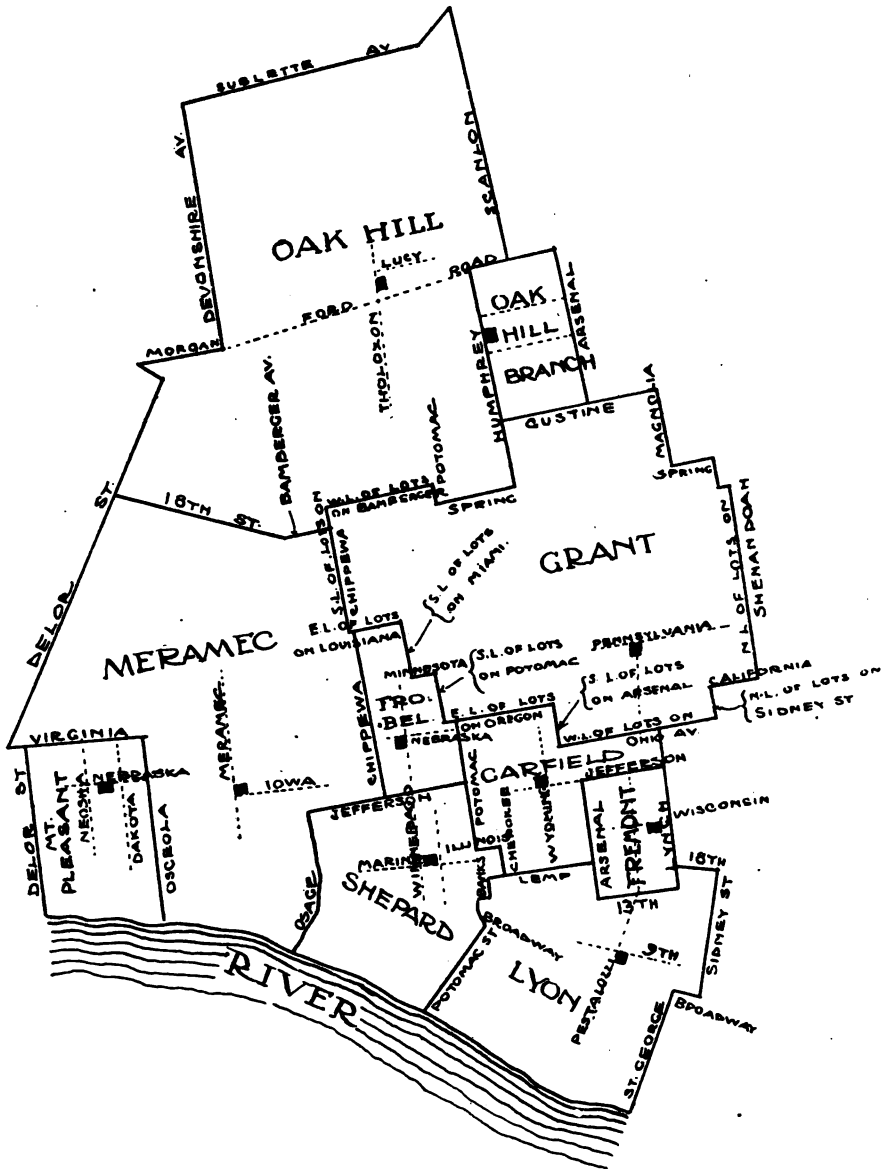 SUBLETTE AV
DEVONSHIRE AV.
SCANLON
OAK HILL
LUCY
FORD ROAD
MORGAN
THOLOXON
BAMBERGER AV.
OAK
HILL
BRANCH
HUMPHREY
ARSENAL
GUSTINE
MAGNOLIA
SPRING
POTOMAC
SPRING
W.L. OF LOTS
ON BAMBERGER
18TH ST.
DELOR ST.
S.L. OF LOTS ON
CHIPPEWA
GRANT
N.L. OF LOTS ON
SHENANDOAH
S.L. OF LOTS
ON MIAMI.
E.L. OF LOTS
ON LOUISIANA
MERAMEC
MERAMEC
IOWA
CHIPPEWA
MINNESOTA
S.L. OF LOTS
ON POTOMAC
FRO.
BEL
NEBRASKA
E.L. OF LOTS
ON OREGON
S.L. OF LOTS
ON ARSENAL
PENNSYLVANIA
CALIFORNIA
N.L. OF LOTS ON
SIDNEY ST
W.L. OF LOTS ON
OHIO AV.
VIRGINIA
DELOR ST
MT.
PLEASANT
NEOSHA
NEBRASKA
DAKOTA
OSCEOLA
GARFIELD
JEFFERSON
POTOMAC
CHEROKEE
WYOMING
ARSENAL
FREMONT
LYNCH
WISCONSIN
JEFFERSON
WINNEBAGO
MARINE
ILLINOIS
BANKS
SHEPARD
OSAGE
LEMP
13TH
18TH
SIDNEY ST
BROADWAY
POTOMAC ST
LYON
9TH
PESTALOZZI
ST. GEORGE
BROADWAY
RIVER